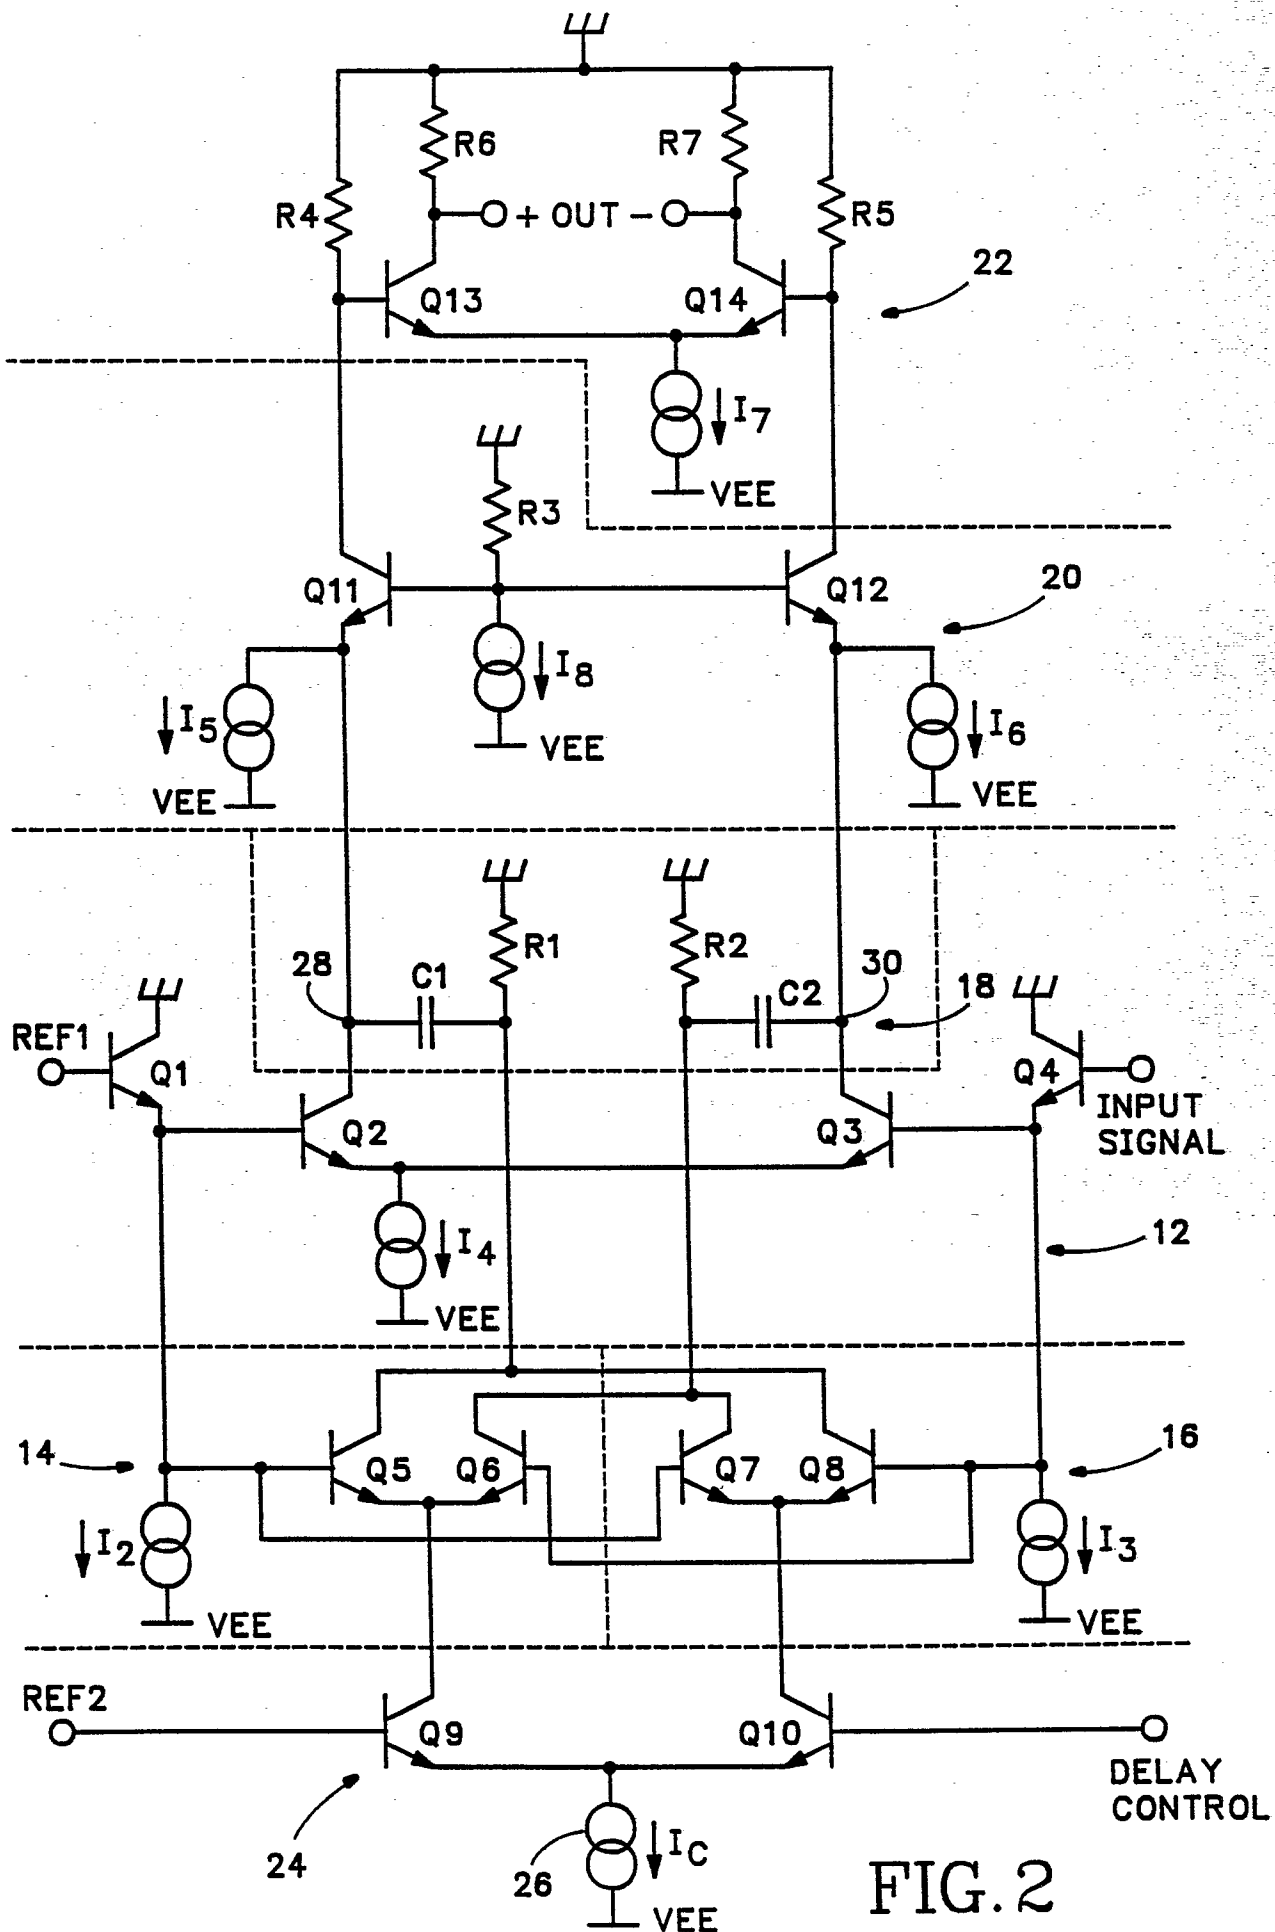 R6
R7
R4
+ OUT -
R5
Q13
Q14
22
I7
VEE
R3
Q11
Q12
20
I8
I5
I6
VEE
VEE
VEE
R1
R2
28
C1
C2
30
18
REF1
Q1
Q4
INPUT
SIGNAL
Q2
Q3
I4
12
VEE
14
Q5
Q6
Q7
Q8
16
I2
I3
VEE
VEE
REF2
Q9
Q10
DELAY
CONTROL
24
26
IC
VEE
FIG. 2